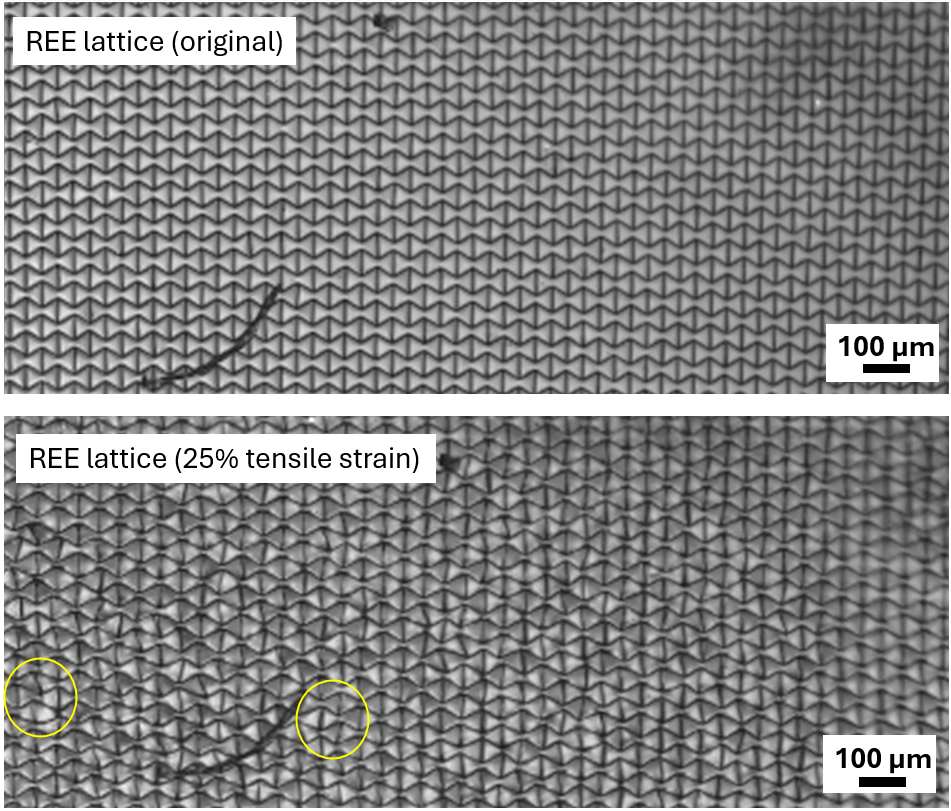 REE lattice (original)
100 µm
REE lattice (25% tensile strain)
100 µm